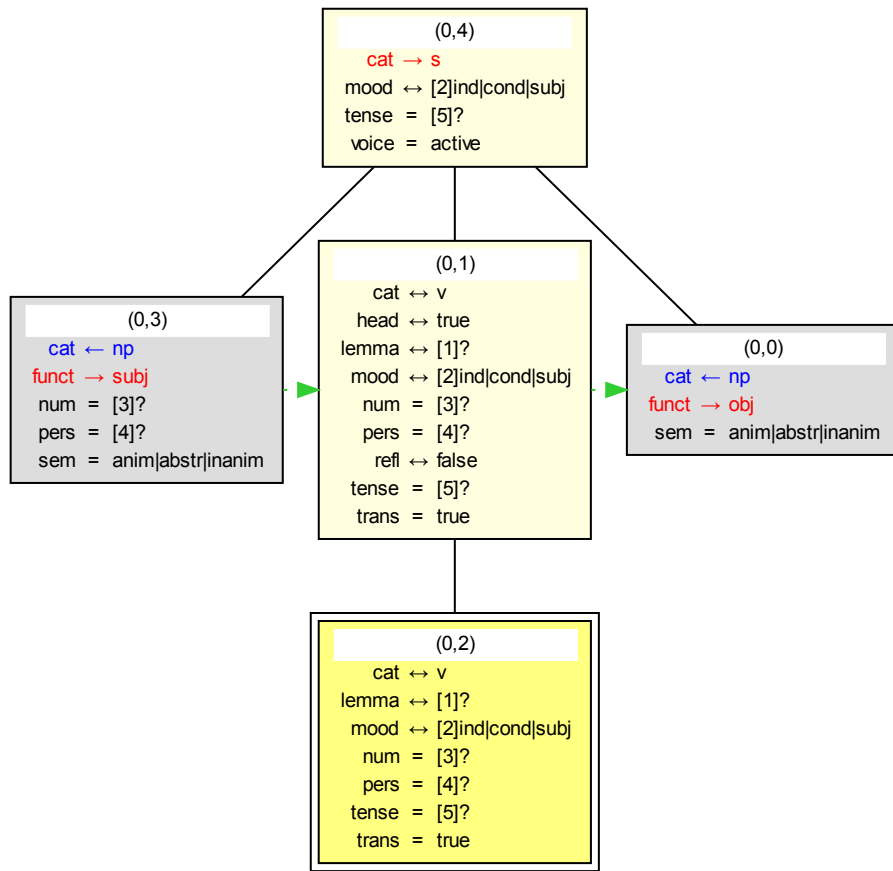 (0,4)
cat → s
mood ↔ [2]ind|cond|subj
tense = [5]?
voice = active
(0,3)
cat ← np
funct → subj
num = [3]?
pers = [4]?
sem = anim|abstr|inanim
(0,1)
cat ↔ v
head ↔ true
lemma ↔ [1]?
mood ↔ [2]ind|cond|subj
num = [3]?
pers = [4]?
refl ↔ false
tense = [5]?
trans = true
(0,0)
cat ← np
funct → obj
sem = anim|abstr|inanim
(0,2)
cat ↔ v
lemma ↔ [1]?
mood ↔ [2]ind|cond|subj
num = [3]?
pers = [4]?
tense = [5]?
trans = true